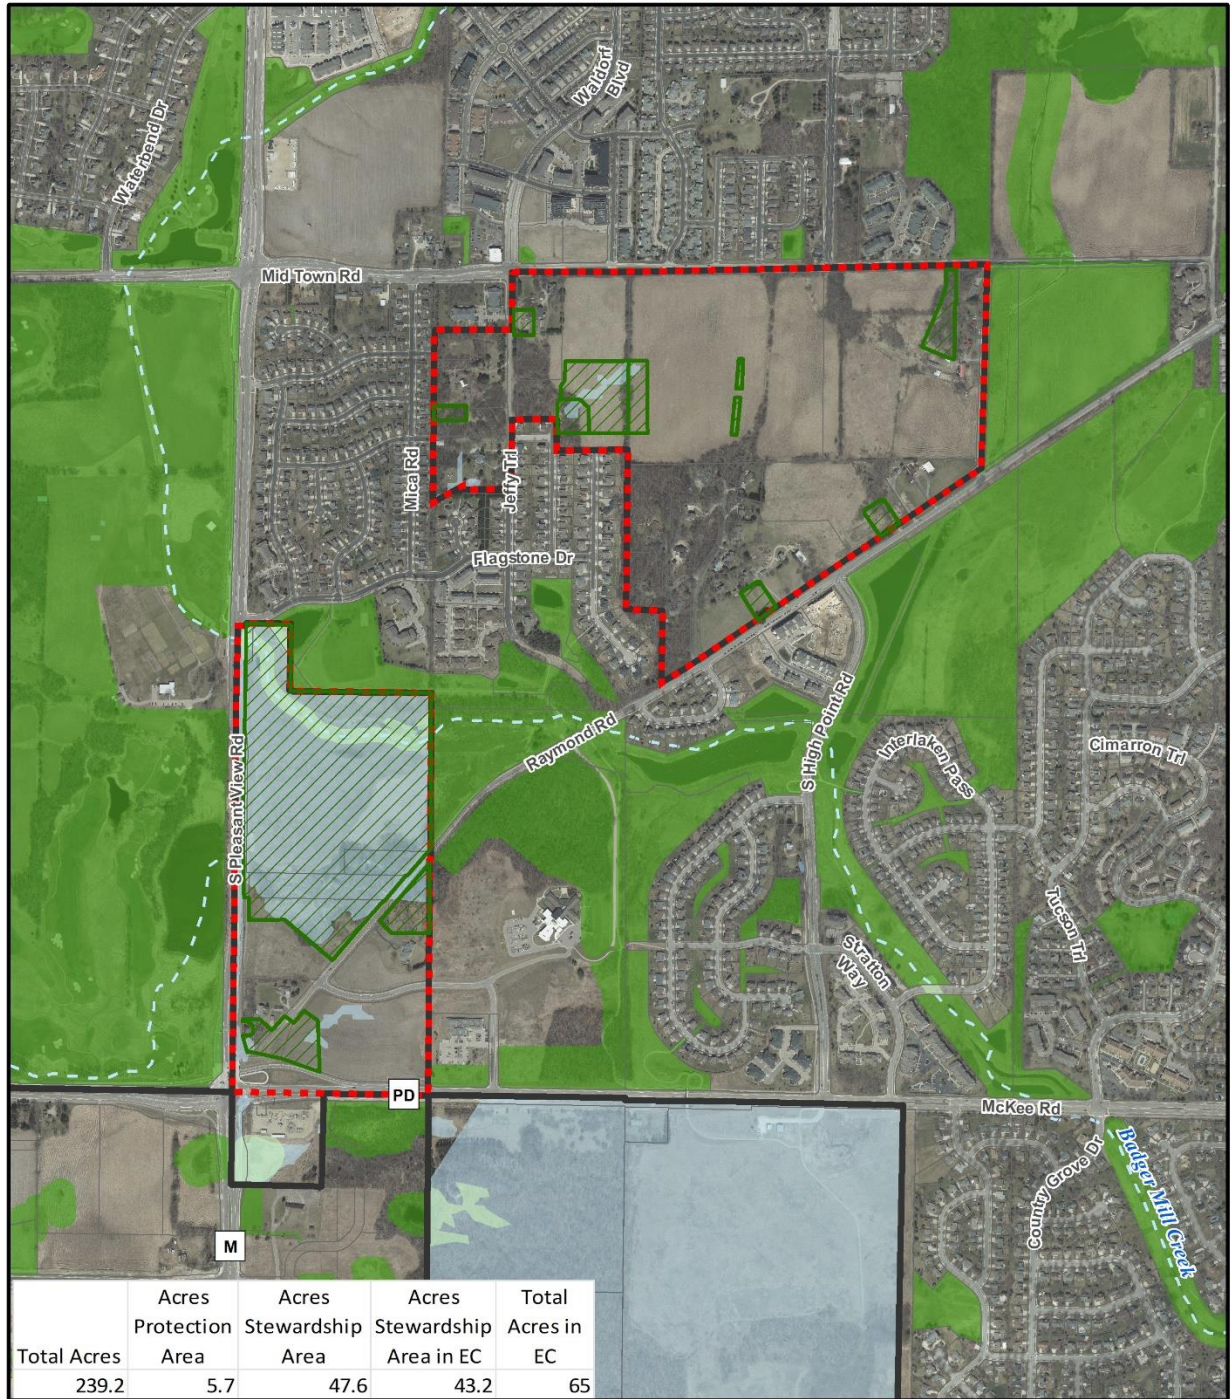 Waldorf
Blvd
Waterbend Dr
Mid Town Rd
Mica Rd
Jeffy Trl
Flagstone Dr
S Pleasant View Rd
Raymond Rd
S High Point Rd
Interlaken Pass
Cimarron Trl
Tucson Trl
Stratton
Way
PD
McKee Rd
Country Grove Dr
Badger Mill Creek
M
Total Acres | Acres Protection Area | Acres Stewardship Area | Acres Stewardship Area in EC | Total Acres in EC
239.2 5.7 47.6 43.2 65